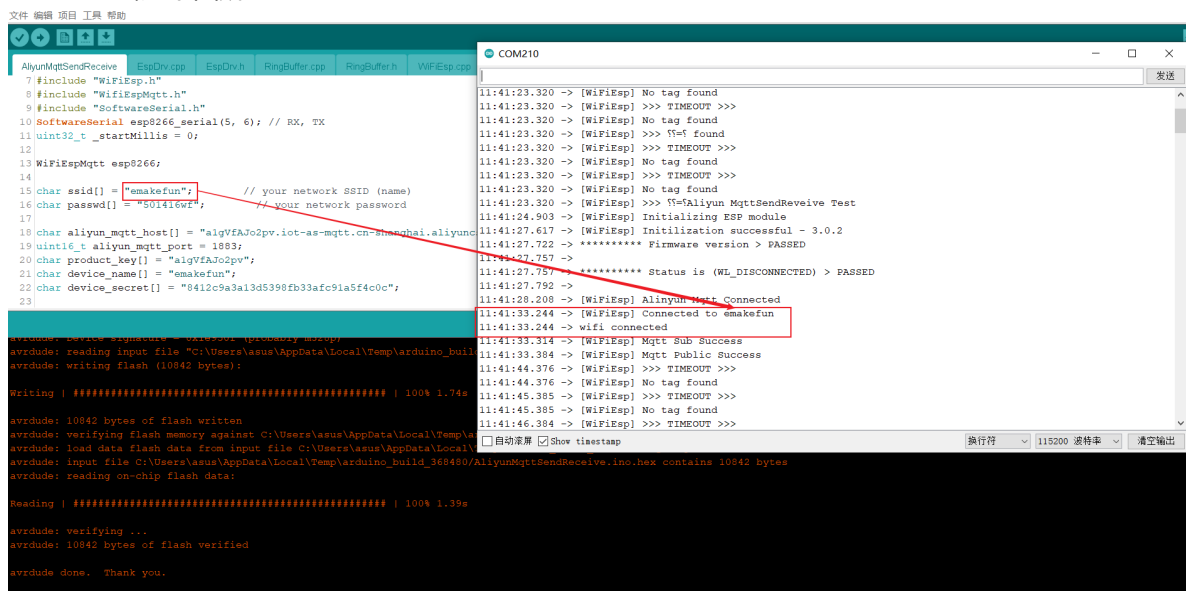 文件 编辑 项目 工具 帮助
AliyunMqttSendReceive EspDrv.cpp EspDrv.h RingBuffer.cpp RingBuffer.h WiFiEsp.cpp
7 #include "WiFiEsp.h"
8 #include "WifiEspMqtt.h"
9 #include "SoftwareSerial.h"
10 SoftwareSerial esp8266_serial(5, 6); // RX, TX
11 uint32_t _startMillis = 0;
12
13 WiFiEspMqtt esp8266;
14
15 char ssid[] = "emakefun"; // your network SSID (name)
16 char passwd[] = "501416wf"; // your network password
17
18 char aliyun_mqtt_host[] = "a1gVfAJo2pv.iot-as-mqtt.cn-shanghai.aliyunc
19 uint16_t aliyun_mqtt_port = 1883;
20 char product_key[] = "a1gVfAJo2pv";
21 char device_name[] = "emakefun";
22 char device_secret[] = "8412c9a3a13d5398fb33afc91a5f4c0c";
23
COM210
发送
11:41:23.320 -> [WiFiEsp] No tag found
11:41:23.320 -> [WiFiEsp] >>> TIMEOUT >>>
11:41:23.320 -> [WiFiEsp] No tag found
11:41:23.320 -> [WiFiEsp] >>> ⸮⸮=⸮ found
11:41:23.320 -> [WiFiEsp] >>> TIMEOUT >>>
11:41:23.320 -> [WiFiEsp] No tag found
11:41:23.320 -> [WiFiEsp] >>> TIMEOUT >>>
11:41:23.320 -> [WiFiEsp] No tag found
11:41:23.320 -> [WiFiEsp] >>> ⸮⸮=⸮Aliyun MqttSendReveive Test
11:41:24.903 -> [WiFiEsp] Initializing ESP module
11:41:27.617 -> [WiFiEsp] Initilization successful - 3.0.2
11:41:27.722 -> ********** Firmware version > PASSED
11:41:27.757 ->
11:41:27.757 -> ********** Status is (WL_DISCONNECTED) > PASSED
11:41:27.792 ->
11:41:28.208 -> [WiFiEsp] Alinyun Mqtt Connected
11:41:33.244 -> [WiFiEsp] Connected to emakefun
11:41:33.244 -> wifi connected
11:41:33.314 -> [WiFiEsp] Mqtt Sub Success
11:41:33.384 -> [WiFiEsp] Mqtt Public Success
11:41:44.376 -> [WiFiEsp] >>> TIMEOUT >>>
11:41:44.376 -> [WiFiEsp] No tag found
11:41:45.385 -> [WiFiEsp] >>> TIMEOUT >>>
11:41:45.385 -> [WiFiEsp] No tag found
11:41:46.384 -> [WiFiEsp] >>> TIMEOUT >>>
自动滚屏 Show timestamp 换行符 115200 波特率 清空输出
avrdude: Device signature = 0x1e950f (probably m328p)
avrdude: reading input file "C:\Users\asus\AppData\Local\Temp\arduino_buil
avrdude: writing flash (10842 bytes):
Writing | ################################################## | 100% 1.74s
avrdude: 10842 bytes of flash written
avrdude: verifying flash memory against C:\Users\asus\AppData\Local\Temp\a
avrdude: load data flash data from input file C:\Users\asus\AppData\Local\
avrdude: input file C:\Users\asus\AppData\Local\Temp\arduino_build_368480/AliyunMqttSendReceive.ino.hex contains 10842 bytes
avrdude: reading on-chip flash data:
Reading | ################################################## | 100% 1.39s
avrdude: verifying ...
avrdude: 10842 bytes of flash verified
avrdude done. Thank you.